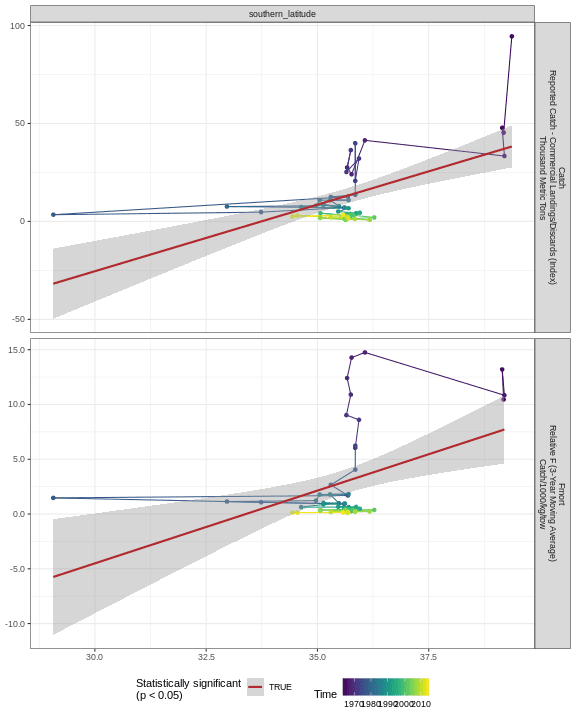 southern_latitude
100
50
0
-50
Catch
Reported Catch - Commercial Landings/Discards (Index)
Thousand Metric Tons
15.0
10.0
5.0
0.0
-5.0
-10.0
Fmort
Relative F (3-Year Moving Average)
Catch/1000/kg/tow
30.0
32.5
35.0
37.5
Statistically significant
(p < 0.05)
TRUE
Time
1970 1980 1990 2000 2010